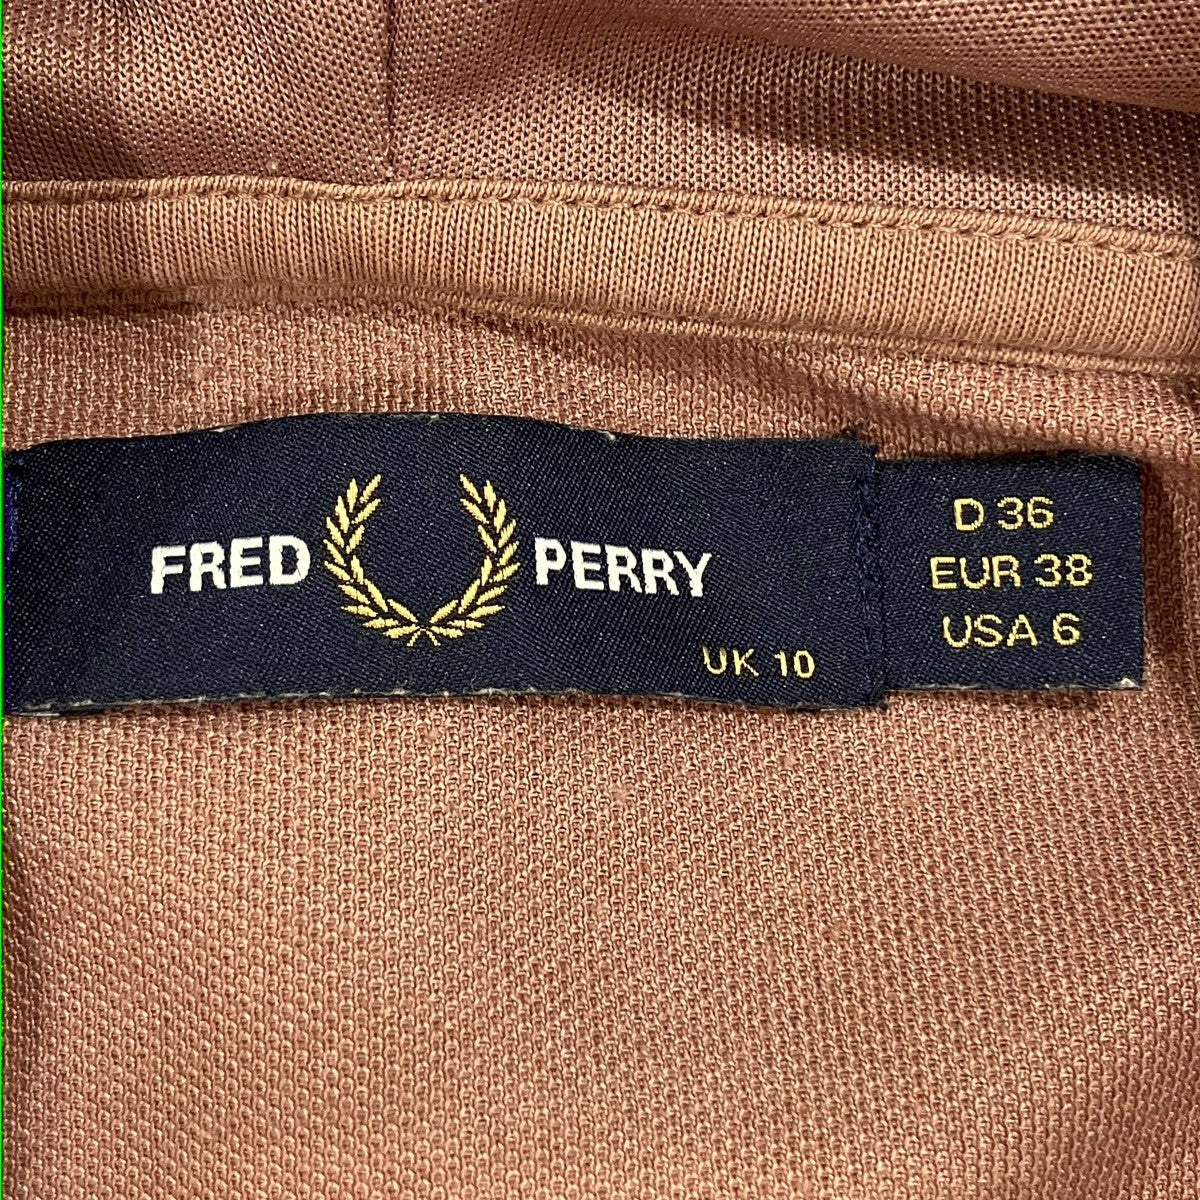 FRED PERRY
UK 10
D 36
EUR 38
USA 6